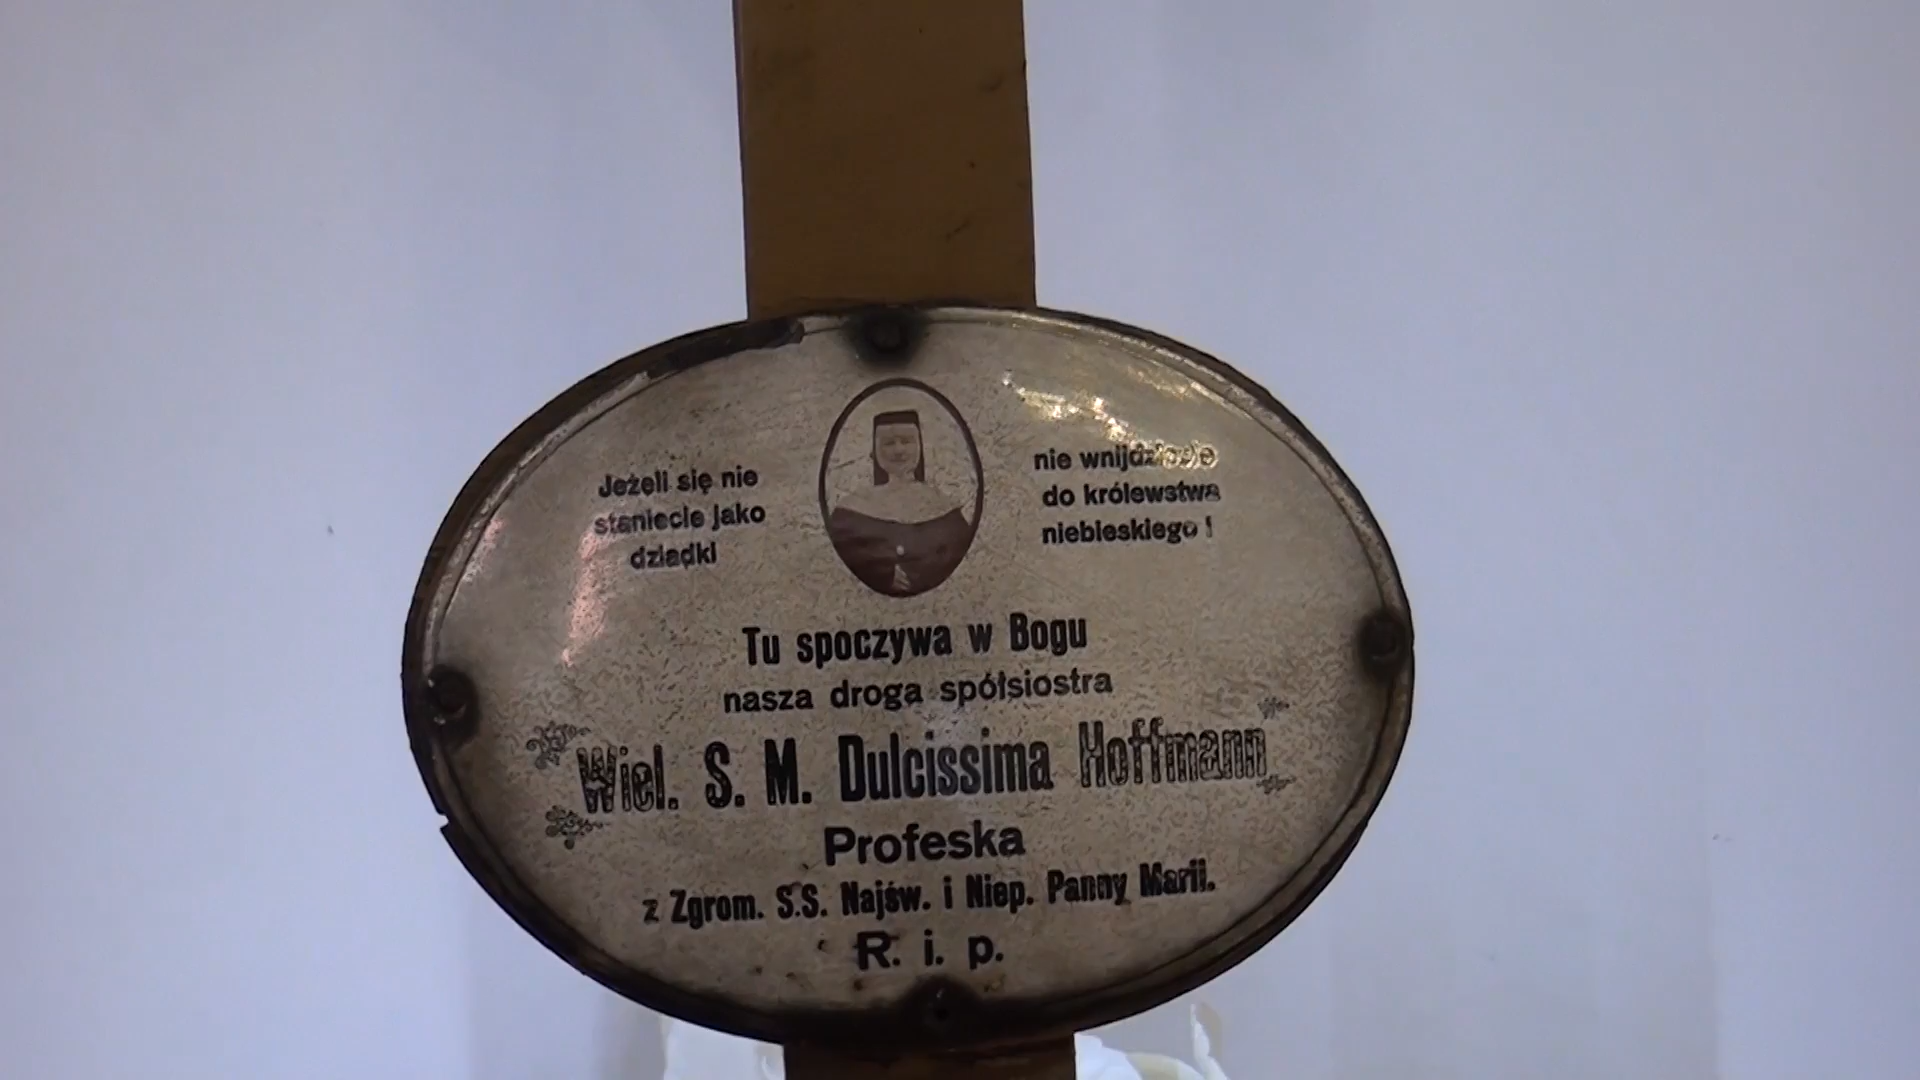 Jeżeli się nie
staniecie jako
dziadki
nie wnijdziecie
do królewstwa
niebieskiego !
Tu spoczywa w Bogu
nasza droga spółsiostra
Wiel. S. M. Dulcissima Hoffmann
Profeska
z Zgrom. S.S. Najśw. i Niep. Panny Marii.
R. i. p.